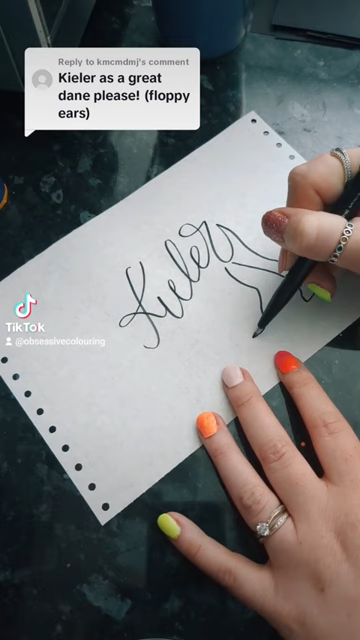 Reply to kmcmdmj's comment
Kieler as a great
dane please! (floppy
ears)
Kieler
TikTok
@obsessivecolouring